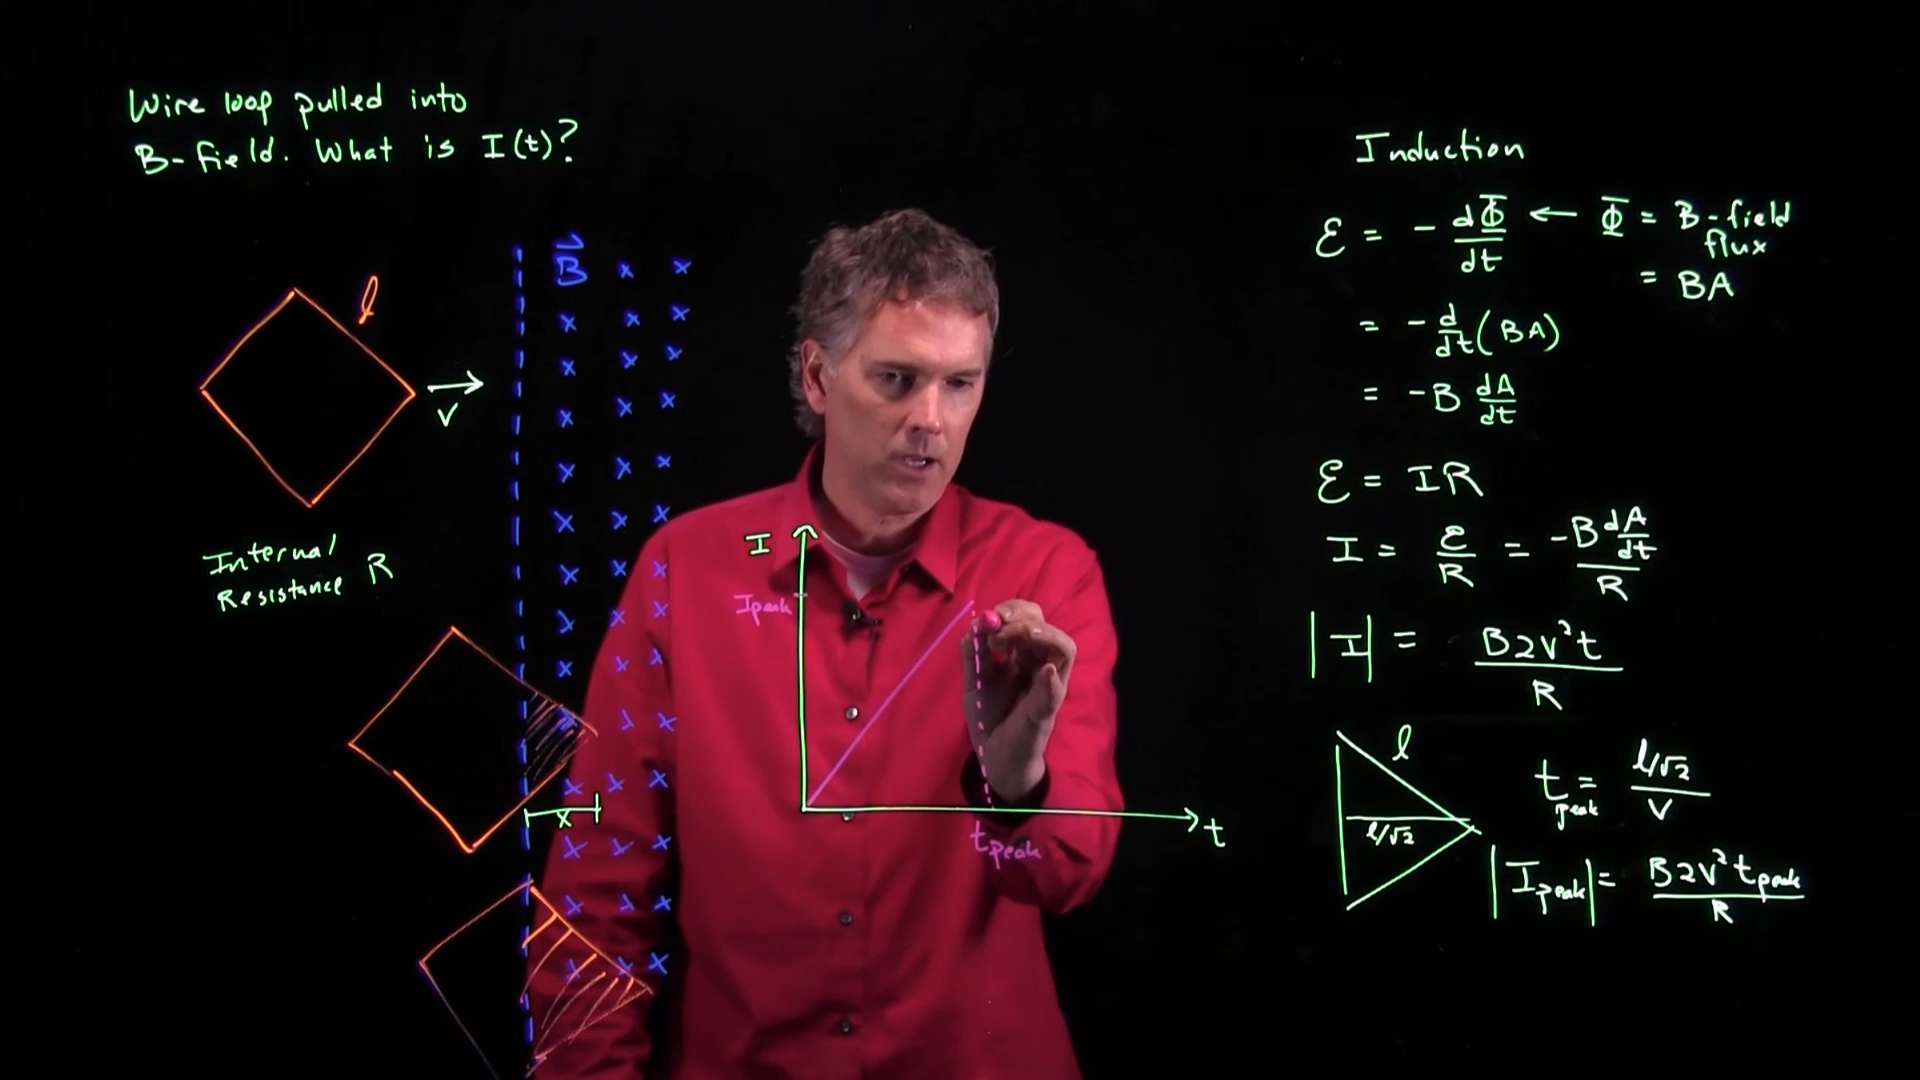 Wire loop pulled into
B-field. What is I(t)?
l
v
Internal
Resistance R
B
x
I
Ipeak
tpeak
t
Induction
ε = - dΦ/dt ← Φ = B-field
flux
= BA
= - d/dt (BA)
= -B dA/dt
ε = IR
I = ε/R = -B dA/dt / R
|I| = B2v²t / R
l
l/√2
tpeak = l/√2 / v
|Ipeak| = B2v²tpeak / R